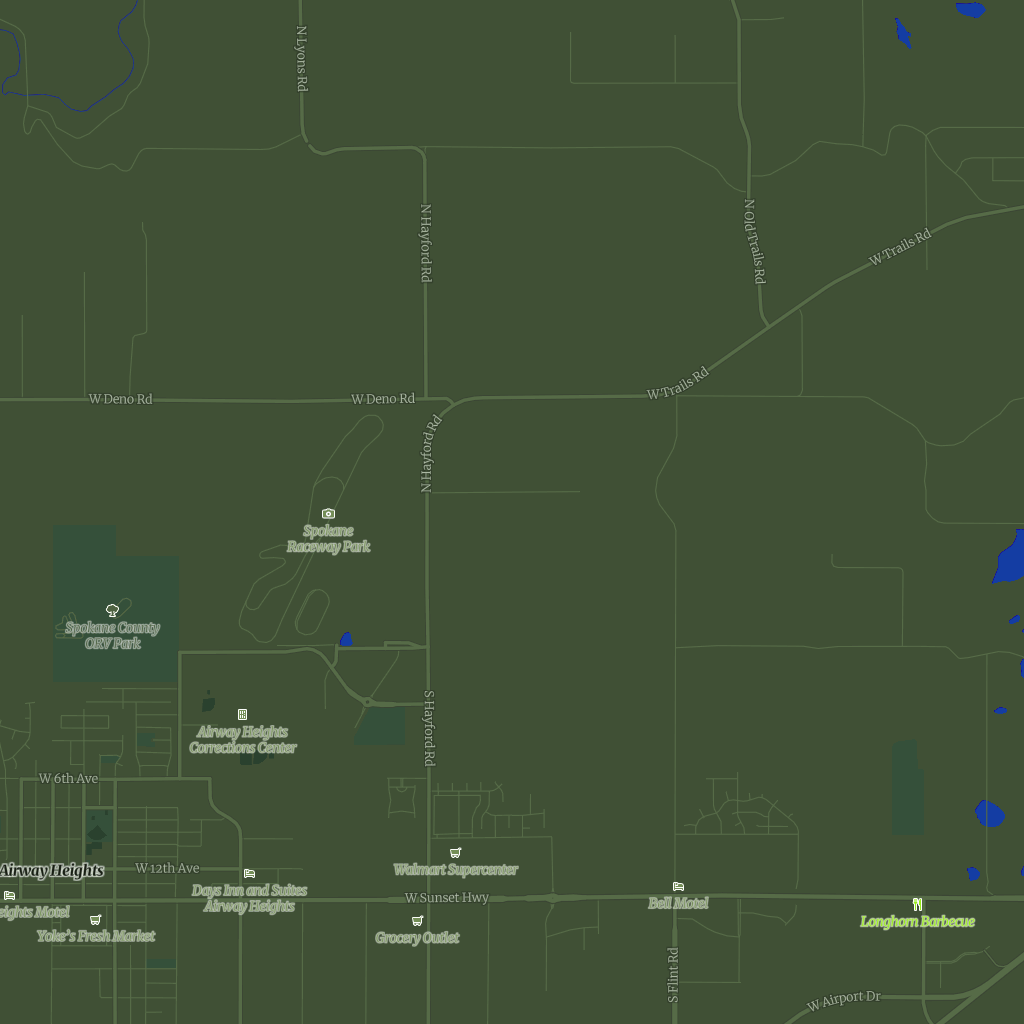 N Lyons Rd
N Hayford Rd
N Old Trails Rd
W Trails Rd
W Deno Rd
W Deno Rd
W Trails Rd
N Hayford Rd
Spokane
Raceway Park
Spokane County
ORV Park
S Hayford Rd
Airway Heights
Corrections Center
W 6th Ave
Airway Heights
W 12th Ave
Walmart Supercenter
Days Inn and Suites
Airway Heights
W Sunset Hwy
Bell Motel
eights Motel
Yoke's Fresh Market
Grocery Outlet
Longhorn Barbecue
S Flint Rd
W Airport Dr